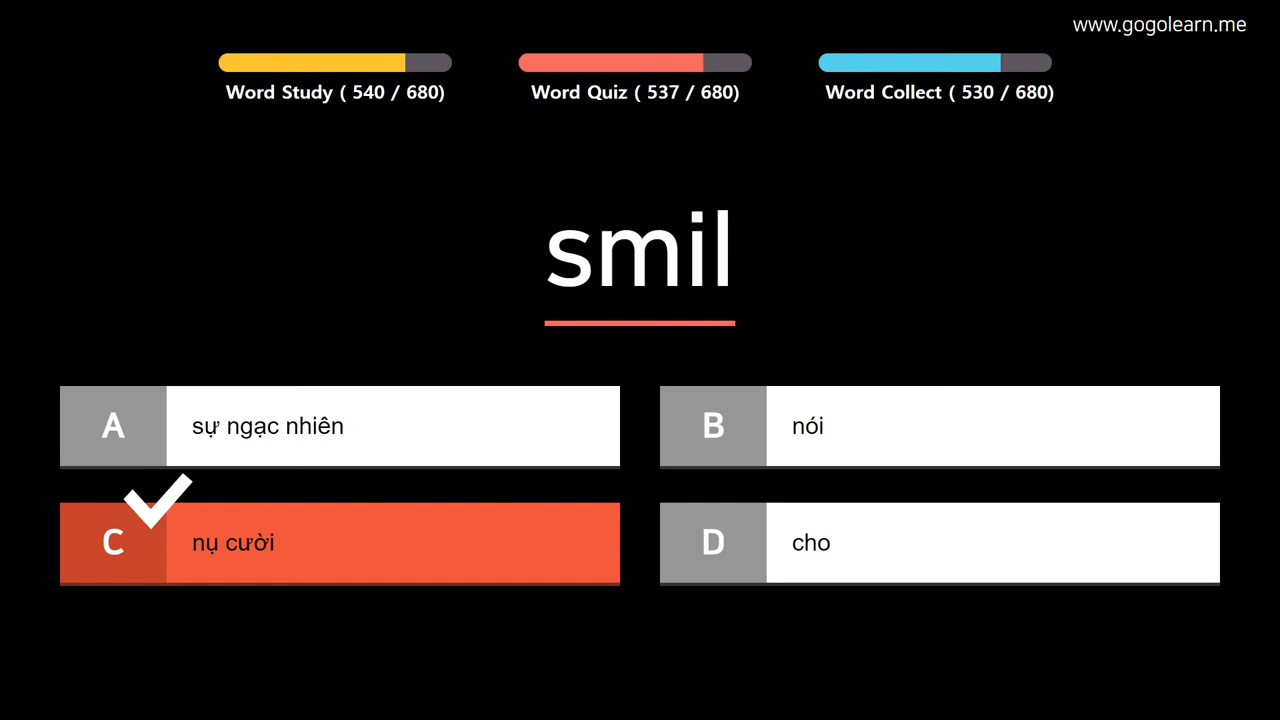 www.gogolearn.me
Word Study ( 540 / 680)
Word Quiz ( 537 / 680)
Word Collect ( 530 / 680)
smil
A sự ngạc nhiên
B nói
C nụ cười
D cho